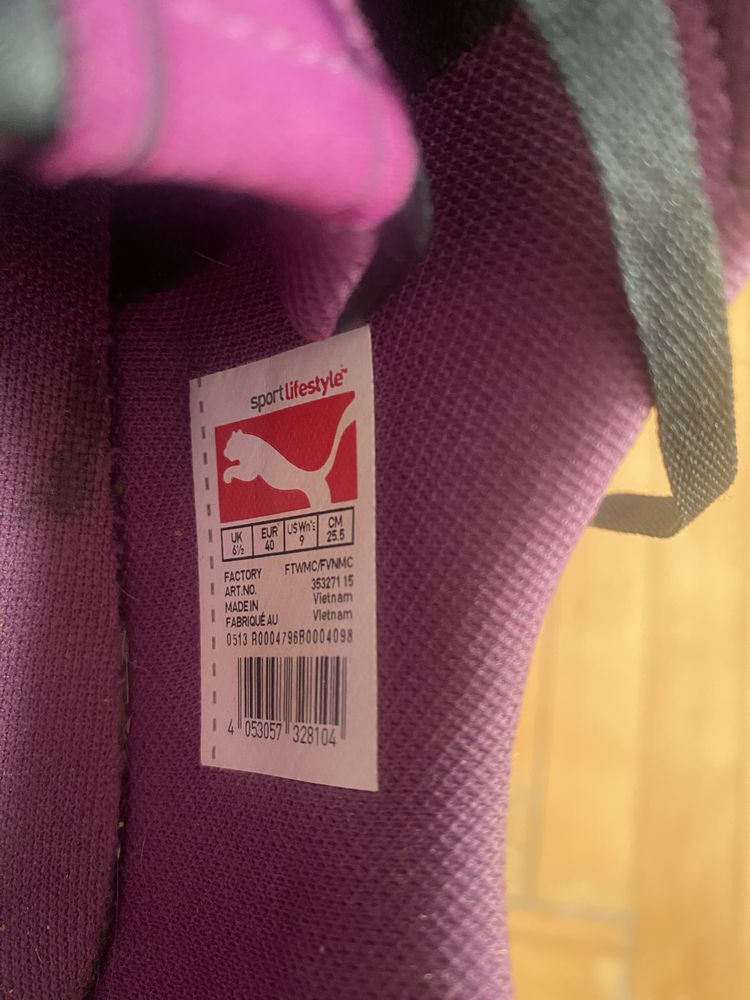 sportlifestyle™
UK EUR US Wn's CM
6½ 40 9 25.5
FACTORY FTWMC/FVNMC
ART.NO. 353271 15
MADE IN Vietnam
FABRIQUÉ AU Vietnam
0513 R0004796R0004098
4 053057 328104